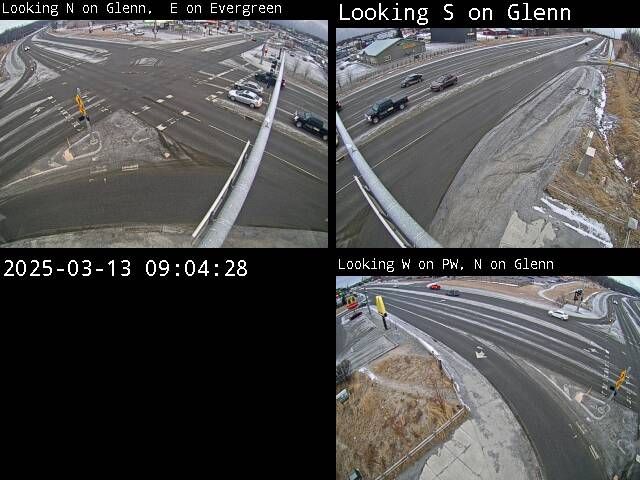 Looking N on Glenn, E on Evergreen
Looking S on Glenn
2025-03-13 09:04:28
Looking W on PW, N on Glenn